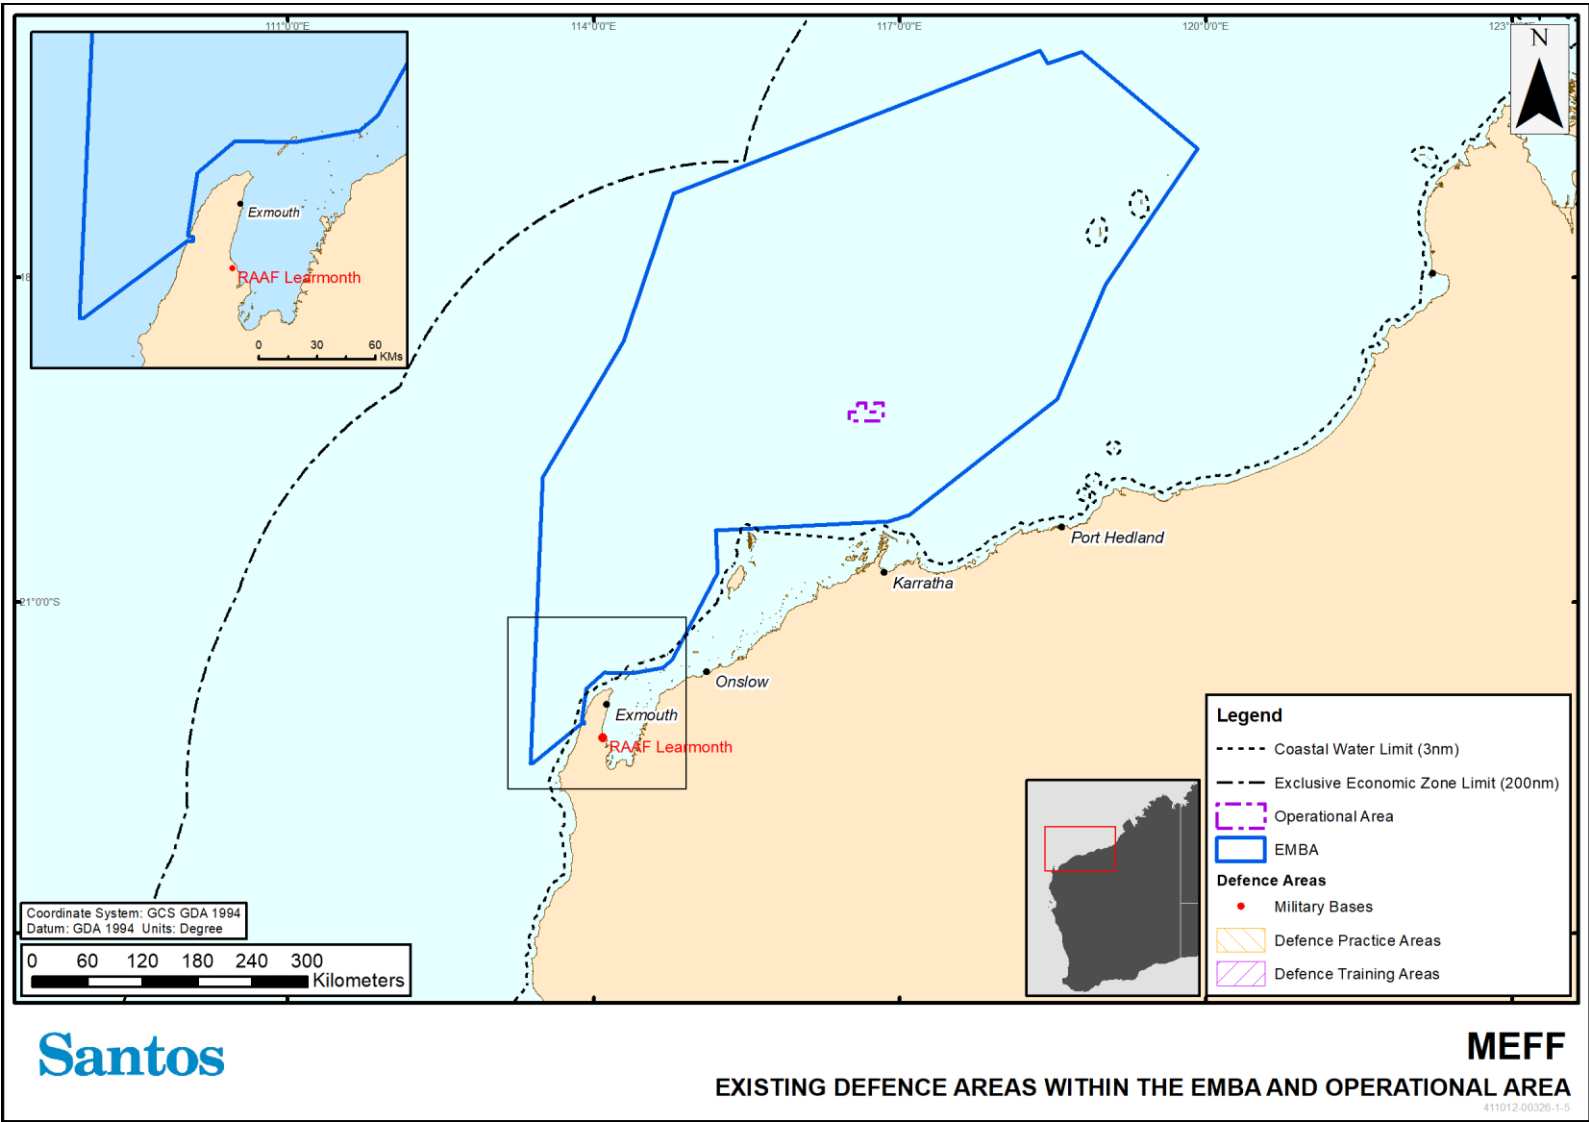 111°0'0"E
114°0'0"E
117°0'0"E
120°0'0"E
N
Exmouth
RAAF Learmonth
0 30 60
KMs
21°0'0"S
Port Hedland
Karratha
Onslow
Exmouth
RAAF Learmonth
Legend
Coastal Water Limit (3nm)
Exclusive Economic Zone Limit (200nm)
Operational Area
EMBA
Defence Areas
Military Bases
Defence Practice Areas
Defence Training Areas
Coordinate System: GCS GDA 1994
Datum: GDA 1994 Units: Degree
0 60 120 180 240 300
Kilometers
Santos
MEFF
EXISTING DEFENCE AREAS WITHIN THE EMBA AND OPERATIONAL AREA
411012-00326-1-5